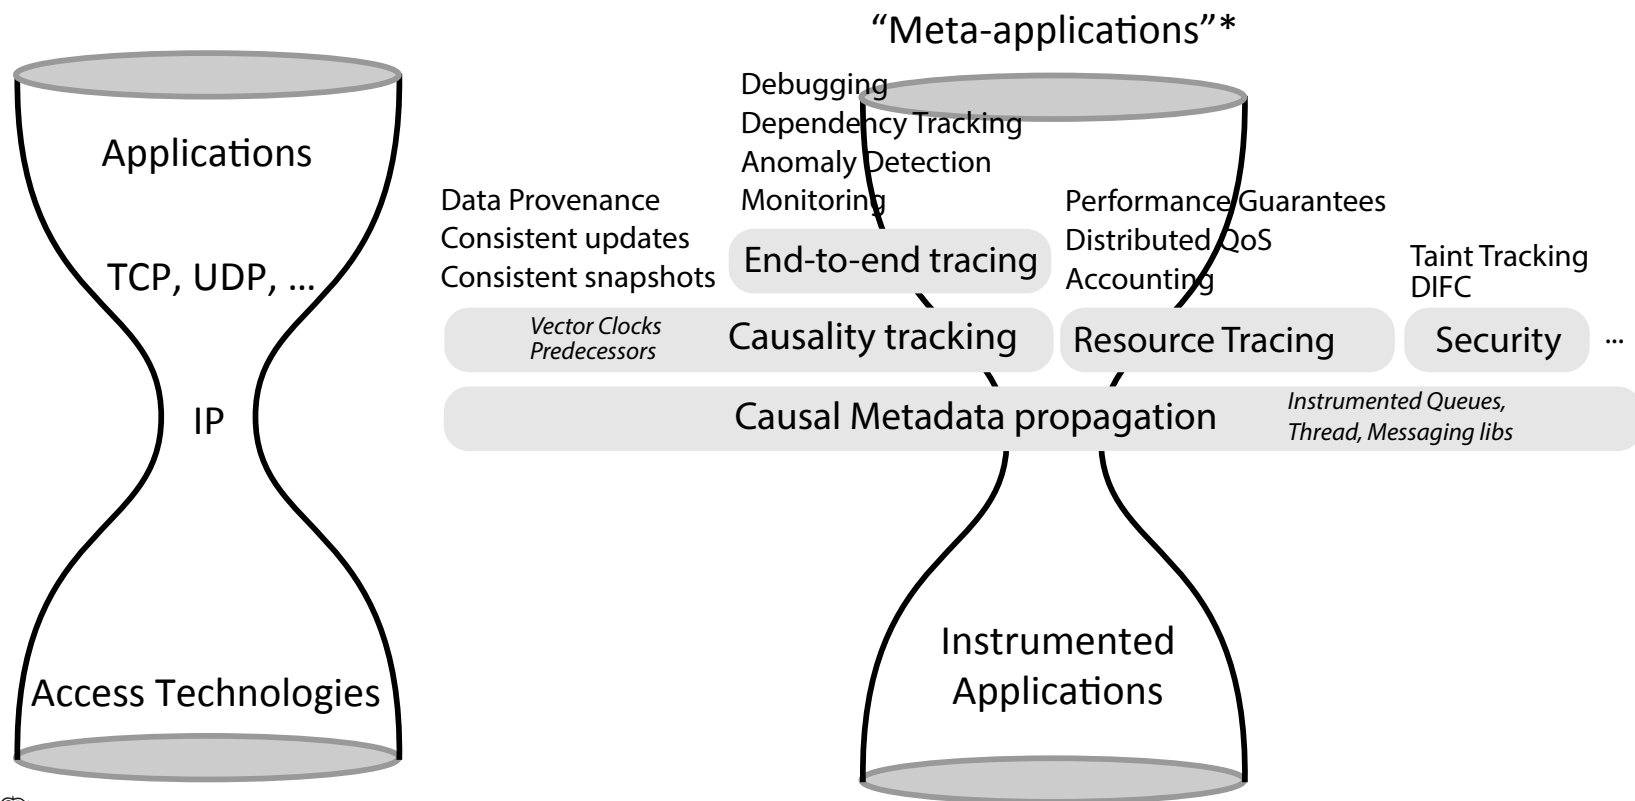 Applications
TCP, UDP, ...
IP
Access Technologies
“Meta-applications”*
Debugging
Dependency Tracking
Anomaly Detection
Monitoring
Data Provenance
Consistent updates
Consistent snapshots
End-to-end tracing
Performance Guarantees
Distributed QoS
Accounting
Taint Tracking
DIFC
Vector Clocks
Predecessors
Causality tracking
Resource Tracing
Security
...
Causal Metadata propagation
Instrumented Queues,
Thread, Messaging libs
Instrumented
Applications